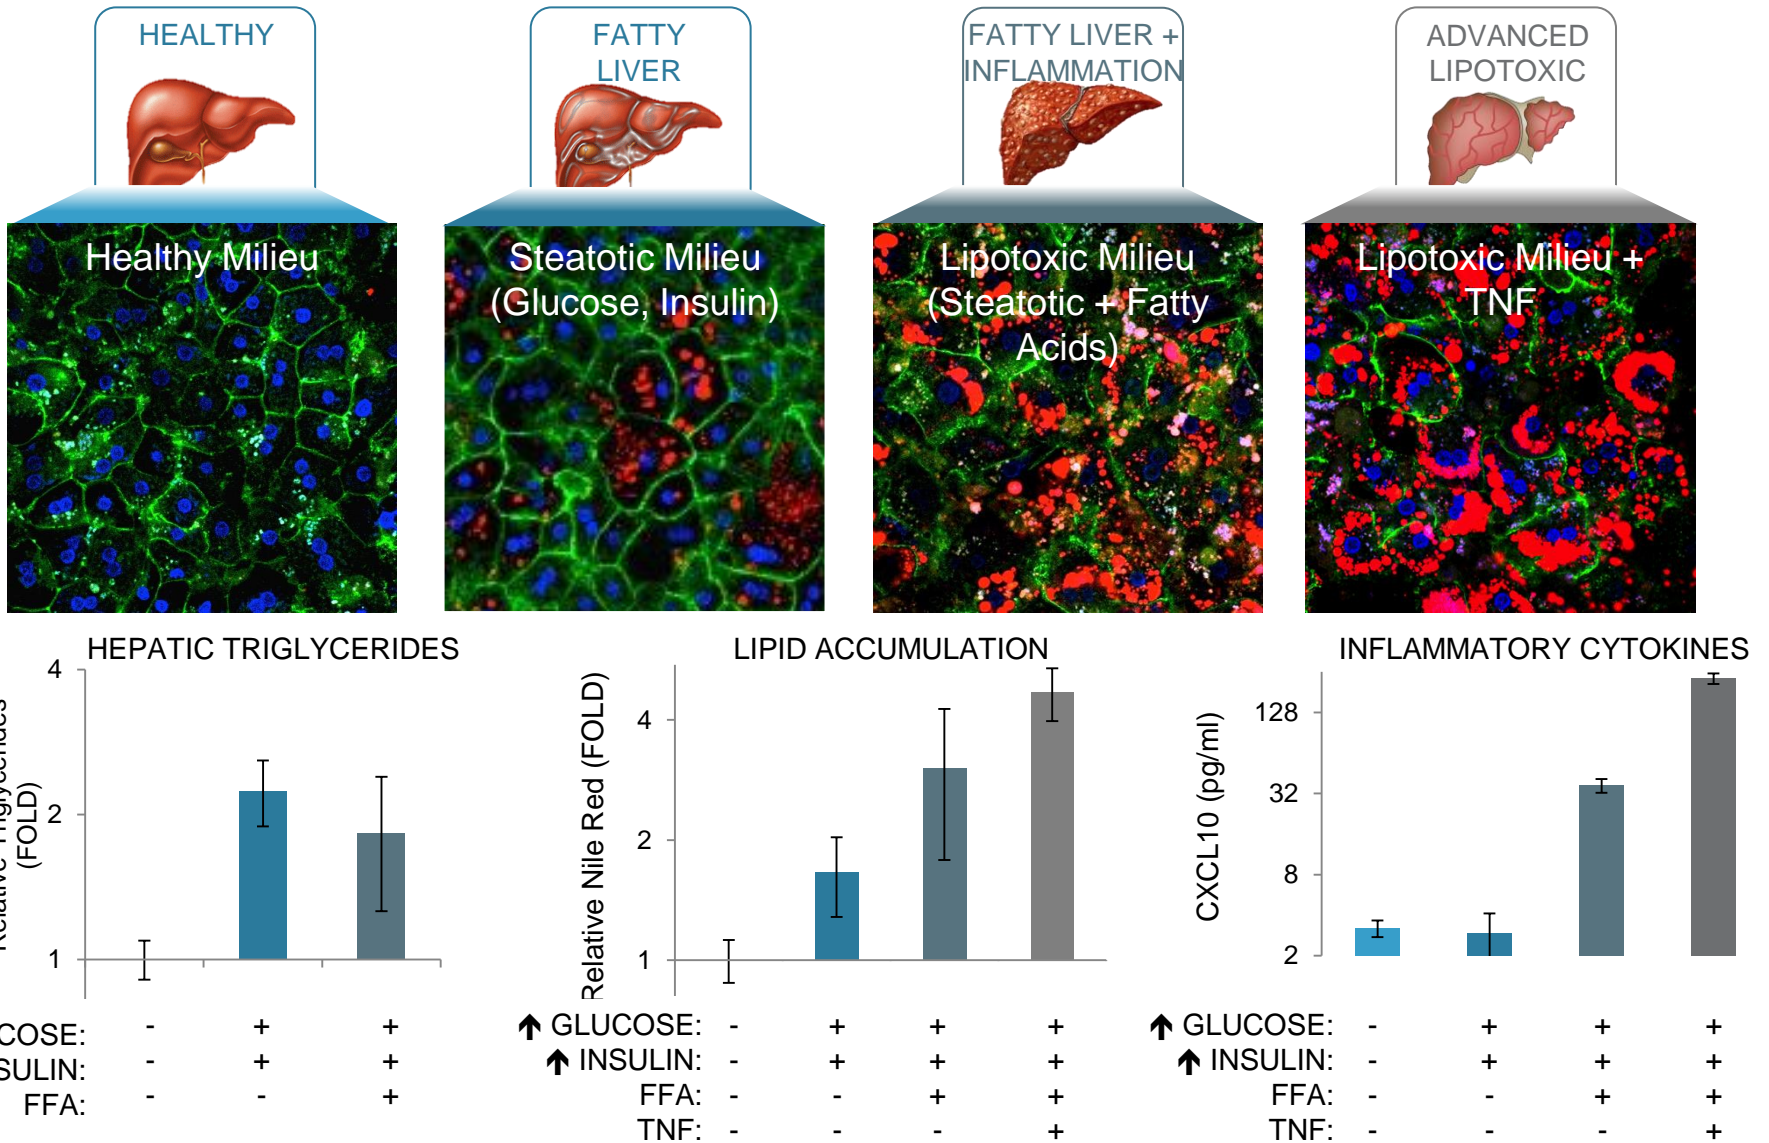 HEALTHY
FATTY
LIVER
FATTY LIVER +
INFLAMMATION
ADVANCED
LIPOTOXIC
Healthy Milieu
Steatotic Milieu
(Glucose, Insulin)
Lipotoxic Milieu
(Steatotic + Fatty
Acids)
Lipotoxic Milieu +
TNF
HEPATIC TRIGLYCERIDES
4
2
1
(FOLD)
COSE: - + +
SULIN: - + +
FFA: - - +
LIPID ACCUMULATION
Relative Nile Red (FOLD)
4
2
1
↑ GLUCOSE: - + + +
↑ INSULIN: - + + +
FFA: - - + +
TNF: - - - +
INFLAMMATORY CYTOKINES
CXCL10 (pg/ml)
128
32
8
2
↑ GLUCOSE: - + + +
↑ INSULIN: - + + +
FFA: - - + +
TNF: - - - +